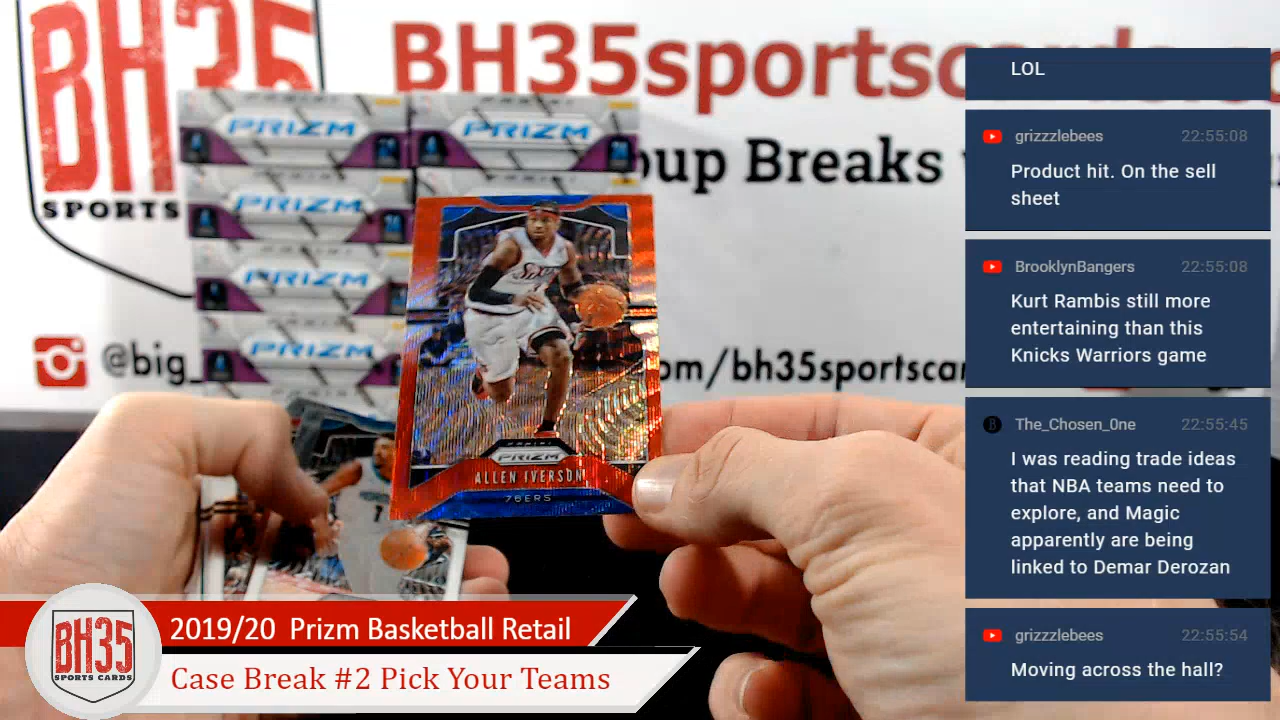 BH35
SPORTS
BH35sportsc
oup Breaks
@big_
om/bh35sportscar
PRIZM
PRIZM
PRIZM
PRIZM
PRIZM
SIXERS
PANINI
PRIZM
ALLEN IVERSON
76ERS
1
LOL
grizzzlebees 22:55:08
Product hit. On the sell
sheet
BrooklynBangers 22:55:08
Kurt Rambis still more
entertaining than this
Knicks Warriors game
The_Chosen_0ne 22:55:45
I was reading trade ideas
that NBA teams need to
explore, and Magic
apparently are being
linked to Demar Derozan
grizzzlebees 22:55:54
Moving across the hall?
BH35
SPORTS CARDS
2019/20 Prizm Basketball Retail
Case Break #2 Pick Your Teams